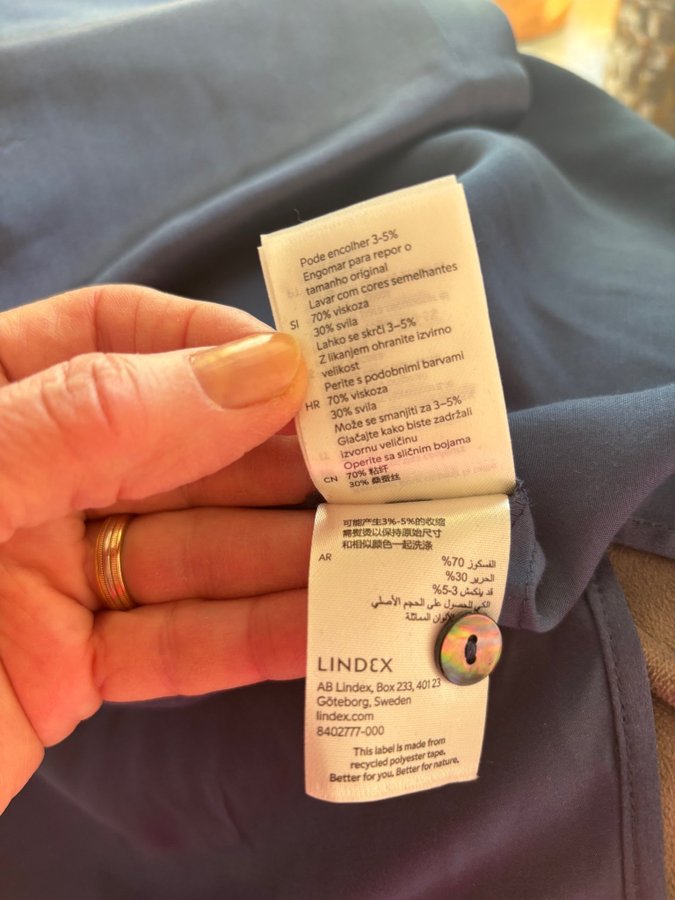 Pode encolher 3-5%
Engomar para repor o
tamanho original
Lavar com cores semelhantes
SI 70% viskoza
30% svila
Lahko se skrči 3–5%
Z likanjem ohranite izvirno
velikost
Perite s podobnimi barvami
HR 70% viskoza
30% svila
Može se smanjiti za 3–5%
Glačajte kako biste zadržali
izvornu veličinu
Operite sa sličnim bojama
CN 70% 粘纤
30% 桑蚕丝
可能产生3%-5%的收缩
需熨烫以保持原始尺寸
和相似颜色一起洗涤
AR
الفسكوز 70%
الحرير 30%
قد ينكمش 3-5%
الكي للحصول على الحجم الأصلي
الألوان المماثلة
LINDEX
AB Lindex, Box 233, 401 23
Göteborg, Sweden
lindex.com
8402777-000
This label is made from
recycled polyester tape.
Better for you, Better for nature.